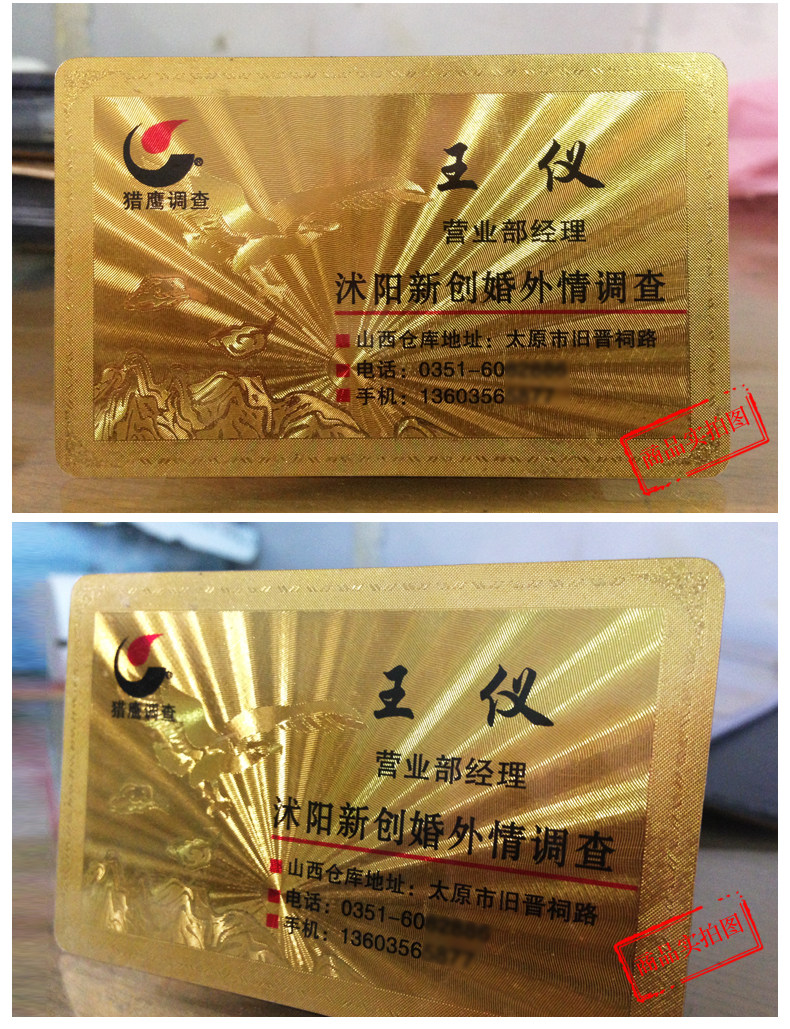 猎鹰调查
王 仪
营业部经理
沭阳新创婚外情调查
山西仓库地址：太原市旧晋祠路
电话：0351-60
手机：1360356
商品实拍图
猎鹰调查
王 仪
营业部经理
沭阳新创婚外情调查
山西仓库地址：太原市旧晋祠路
电话：0351-60
手机：1360356
商品实拍图